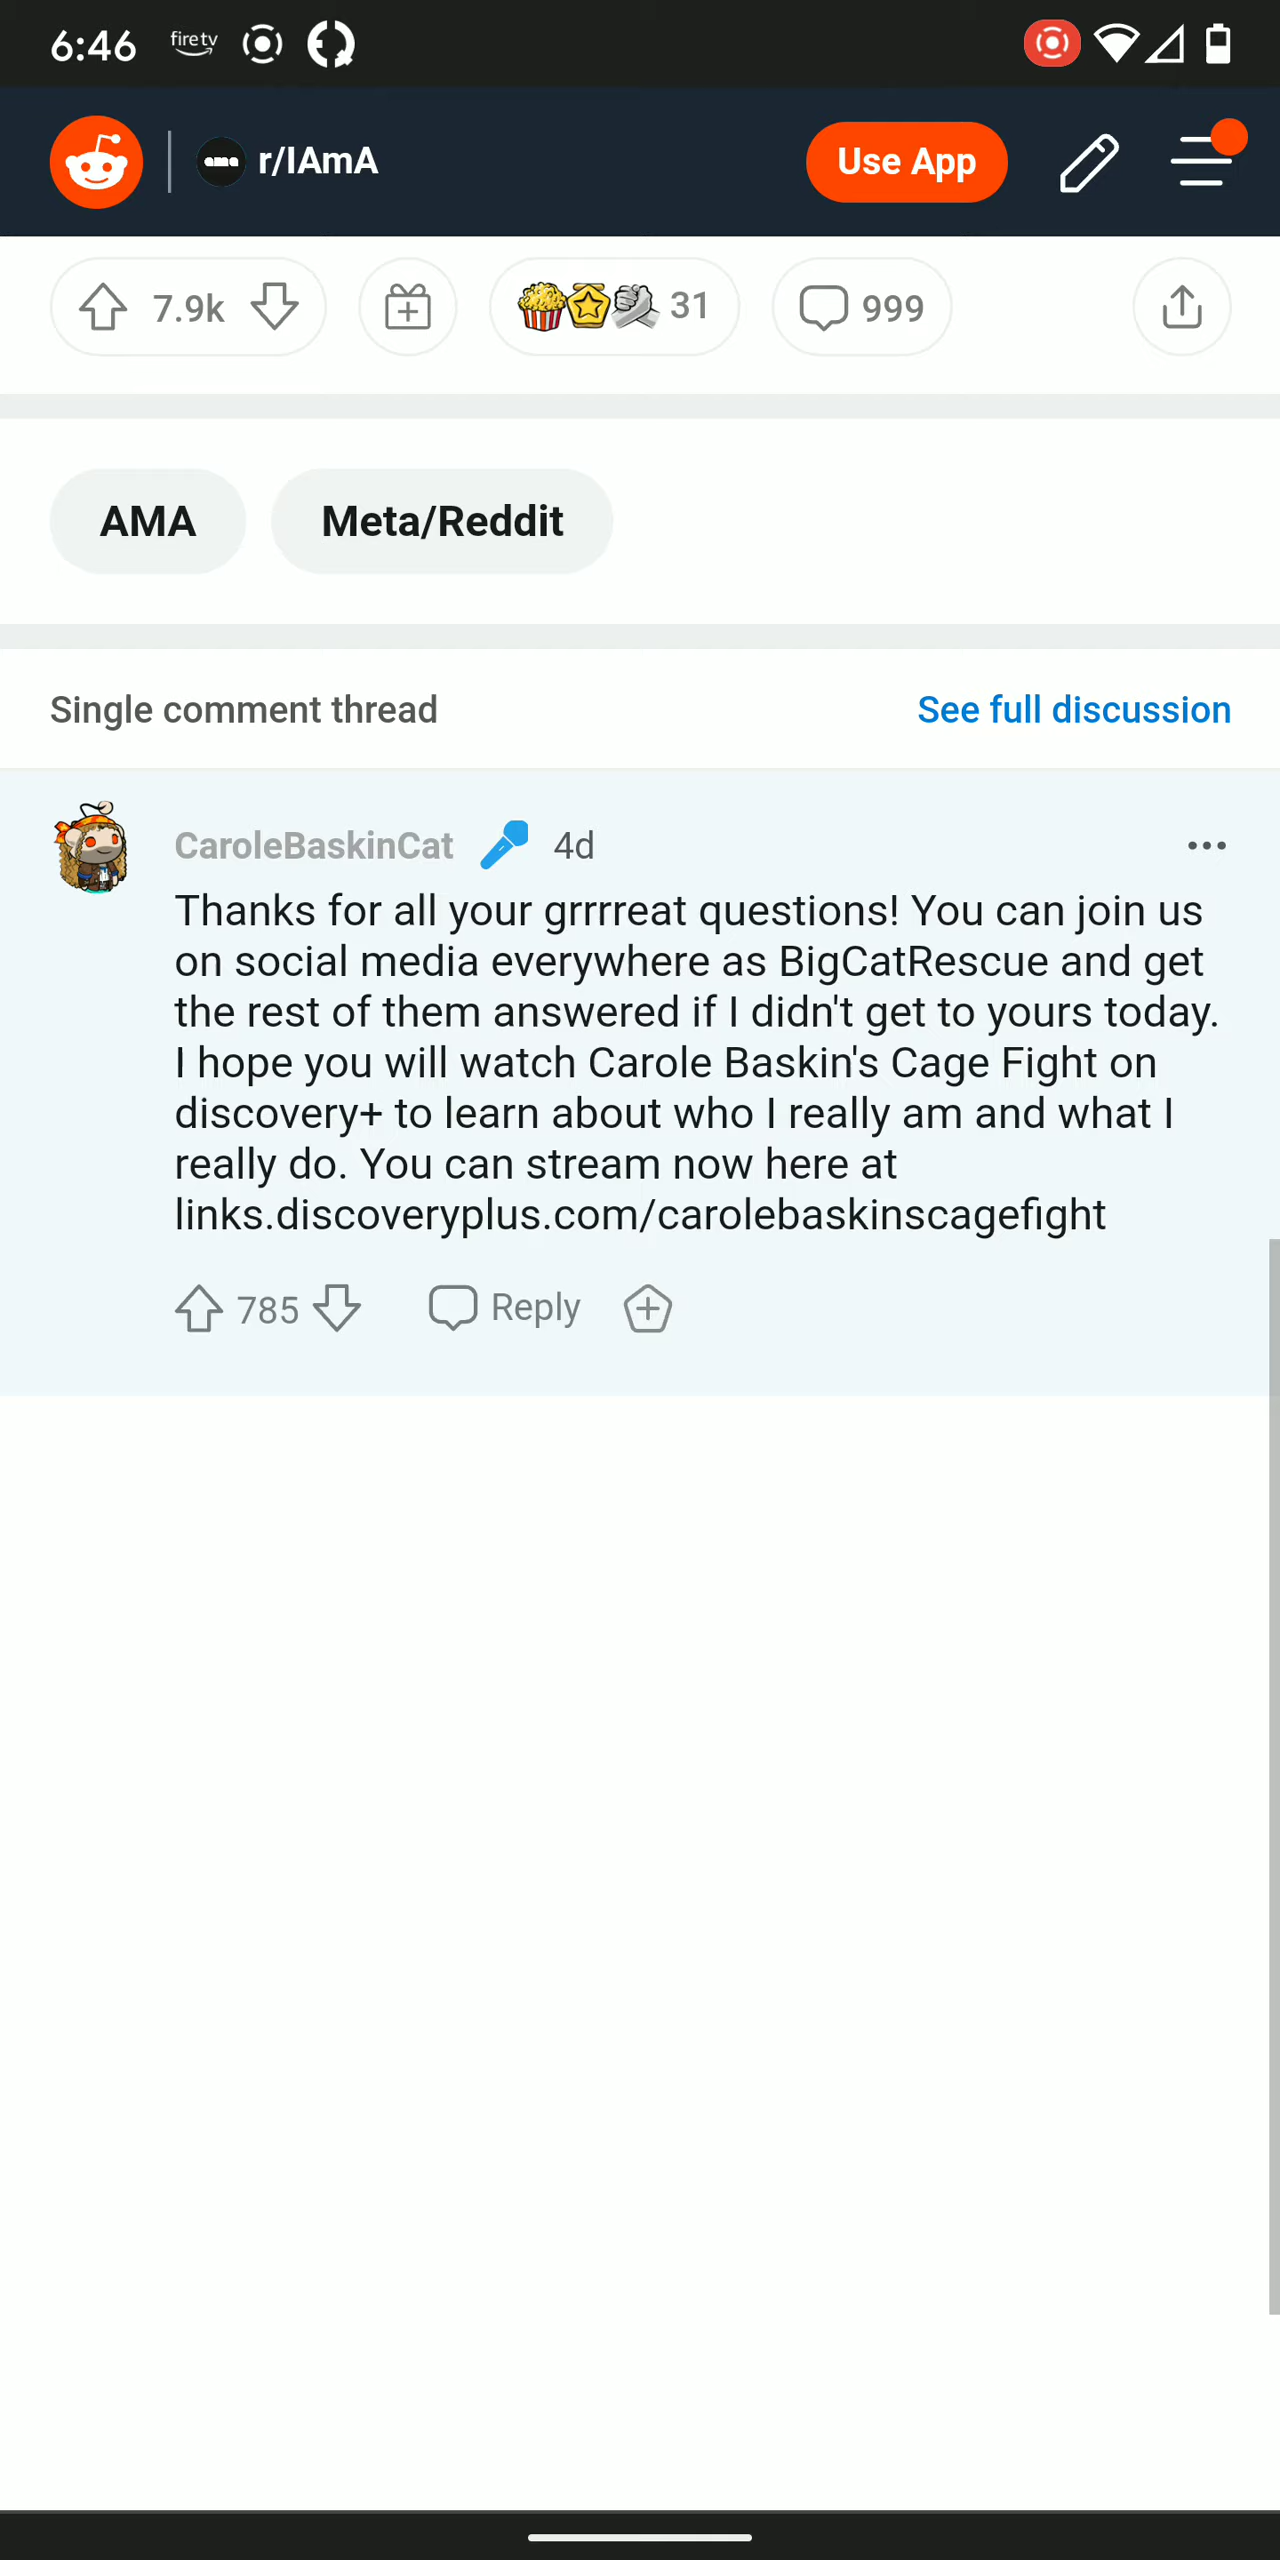 6:46 firetv
ama r/IAmA Use App
7.9k 31 999
AMA Meta/Reddit
Single comment thread See full discussion
CaroleBaskinCat 4d
Thanks for all your grrrreat questions! You can join us
on social media everywhere as BigCatRescue and get
the rest of them answered if I didn't get to yours today.
I hope you will watch Carole Baskin's Cage Fight on
discovery+ to learn about who I really am and what I
really do. You can stream now here at
links.discoveryplus.com/carolebaskinscagefight
785 Reply